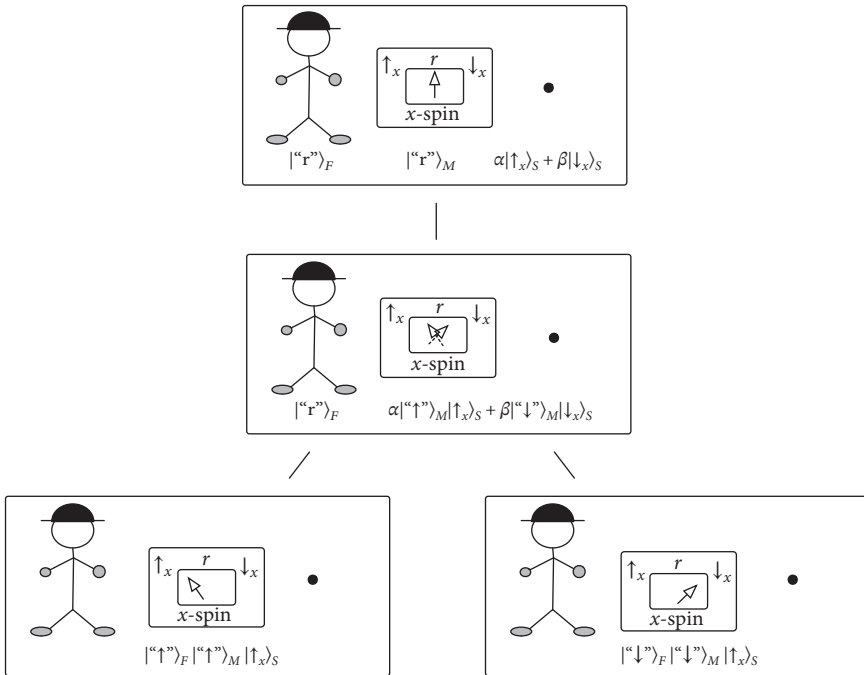 ↑ₓ r ↓ₓ
x-spin
|“r”⟩F |“r”⟩M α|↑ₓ⟩S + β|↓ₓ⟩S
↑ₓ r ↓ₓ
x-spin
|“r”⟩F α|“↑”⟩M|↑ₓ⟩S + β|“↓”⟩M|↓ₓ⟩S
↑ₓ r ↓ₓ
x-spin
|“↑”⟩F |“↑”⟩M |↑ₓ⟩S
↑ₓ r ↓ₓ
x-spin
|“↓”⟩F |“↓”⟩M |↑ₓ⟩S